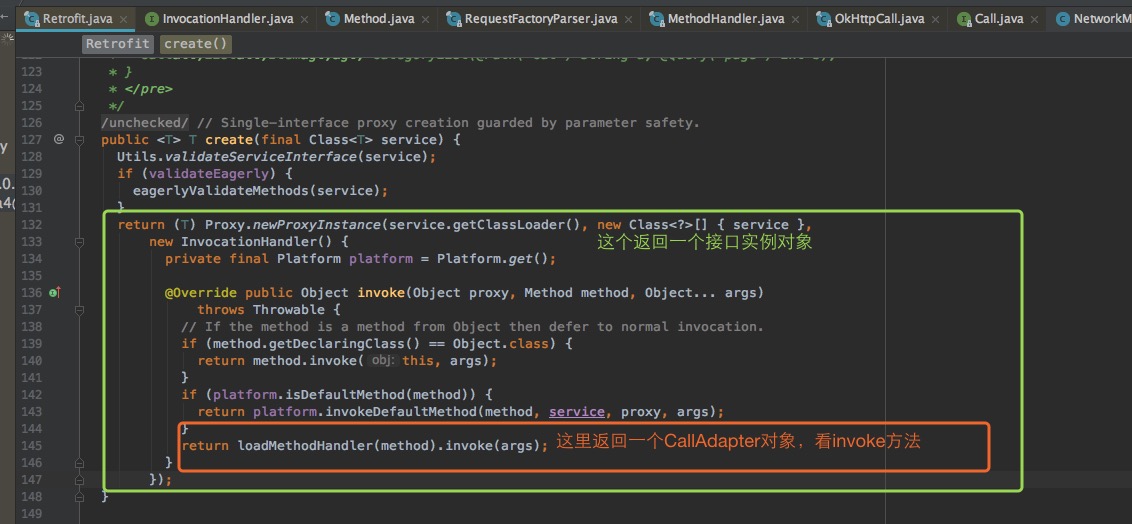 Retrofit.java × InvocationHandler.java × Method.java × RequestFactoryParser.java × MethodHandler.java × OkHttpCall.java × Call.java × NetworkM
Retrofit create()
123 * }
124 * </pre>
125 */
126 /unchecked/ // Single-interface proxy creation guarded by parameter safety.
127 @ public <T> T create(final Class<T> service) {
128 Utils.validateServiceInterface(service);
129 if (validateEagerly) {
130 eagerlyValidateMethods(service);
131 }
132 return (T) Proxy.newProxyInstance(service.getClassLoader(), new Class<?>[] { service },
133 new InvocationHandler() { 这个返回一个接口实例对象
134 private final Platform platform = Platform.get();
135
136 @Override public Object invoke(Object proxy, Method method, Object... args)
137 throws Throwable {
138 // If the method is a method from Object then defer to normal invocation.
139 if (method.getDeclaringClass() == Object.class) {
140 return method.invoke( obj: this, args);
141 }
142 if (platform.isDefaultMethod(method)) {
143 return platform.invokeDefaultMethod(method, service, proxy, args);
144 }
145 return loadMethodHandler(method).invoke(args); 这里返回一个CallAdapter对象，看invoke方法
146 }
147 });
148 }
149